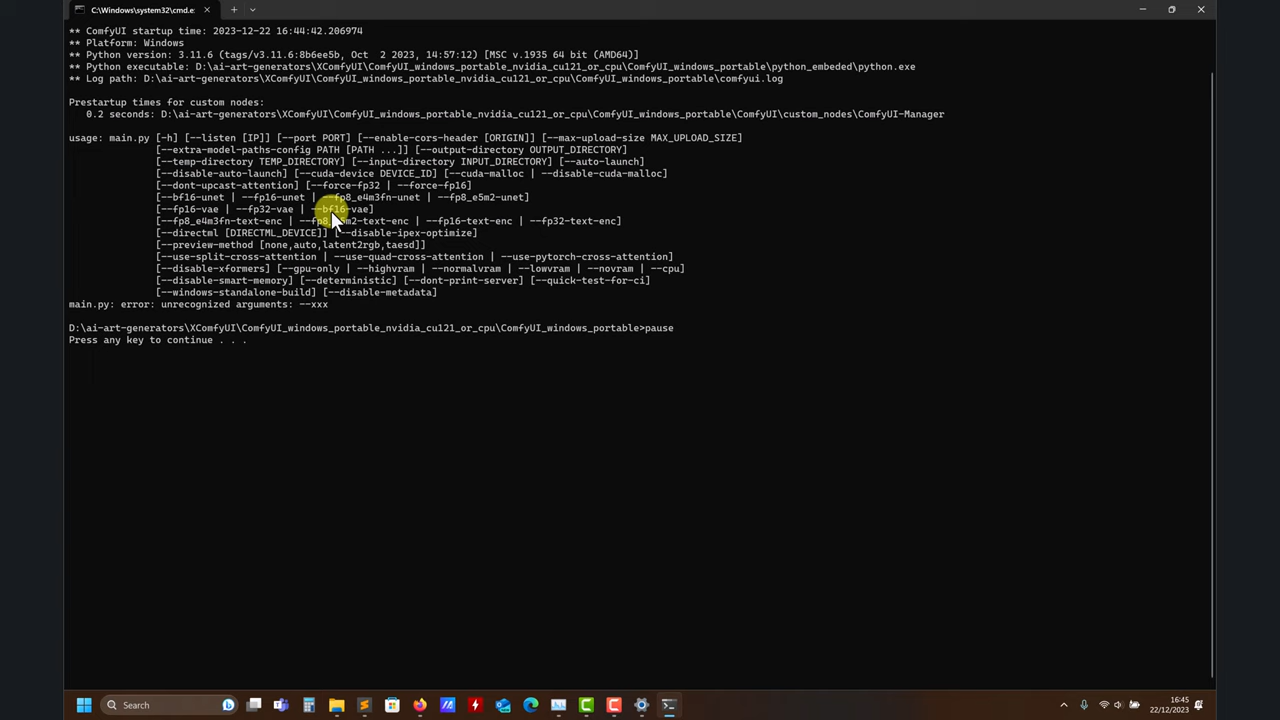 C:\Windows\system32\cmd.e
** ComfyUI startup time: 2023-12-22 16:44:42.206974
** Platform: Windows
** Python version: 3.11.6 (tags/v3.11.6:8b6ee5b, Oct  2 2023, 14:57:12) [MSC v.1935 64 bit (AMD64)]
** Python executable: D:\ai-art-generators\XComfyUI\ComfyUI_windows_portable_nvidia_cu121_or_cpu\ComfyUI_windows_portable\python_embeded\python.exe
** Log path: D:\ai-art-generators\XComfyUI\ComfyUI_windows_portable_nvidia_cu121_or_cpu\ComfyUI_windows_portable\comfyui.log
Prestartup times for custom nodes:
0.2 seconds: D:\ai-art-generators\XComfyUI\ComfyUI_windows_portable_nvidia_cu121_or_cpu\ComfyUI_windows_portable\ComfyUI\custom_nodes\ComfyUI-Manager
usage: main.py [-h] [--listen [IP]] [--port PORT] [--enable-cors-header [ORIGIN]] [--max-upload-size MAX_UPLOAD_SIZE]
[--extra-model-paths-config PATH [PATH ...]] [--output-directory OUTPUT_DIRECTORY]
[--temp-directory TEMP_DIRECTORY] [--input-directory INPUT_DIRECTORY] [--auto-launch]
[--disable-auto-launch] [--cuda-device DEVICE_ID] [--cuda-malloc | --disable-cuda-malloc]
[--dont-upcast-attention] [--force-fp32 | --force-fp16]
[--bf16-unet | --fp16-unet | --fp8_e4m3fn-unet | --fp8_e5m2-unet]
[--fp16-vae | --fp32-vae | --bf16-vae]
[--fp8_e4m3fn-text-enc | --fp8_e5m2-text-enc | --fp16-text-enc | --fp32-text-enc]
[--directml [DIRECTML_DEVICE]] [--disable-ipex-optimize]
[--preview-method [none,auto,latent2rgb,taesd]]
[--use-split-cross-attention | --use-quad-cross-attention | --use-pytorch-cross-attention]
[--disable-xformers] [--gpu-only | --highvram | --normalvram | --lowvram | --novram | --cpu]
[--disable-smart-memory] [--deterministic] [--dont-print-server] [--quick-test-for-ci]
[--windows-standalone-build] [--disable-metadata]
main.py: error: unrecognized arguments: --xxx
D:\ai-art-generators\XComfyUI\ComfyUI_windows_portable_nvidia_cu121_or_cpu\ComfyUI_windows_portable>pause
Press any key to continue . . .
Search
16:45
22/12/2023